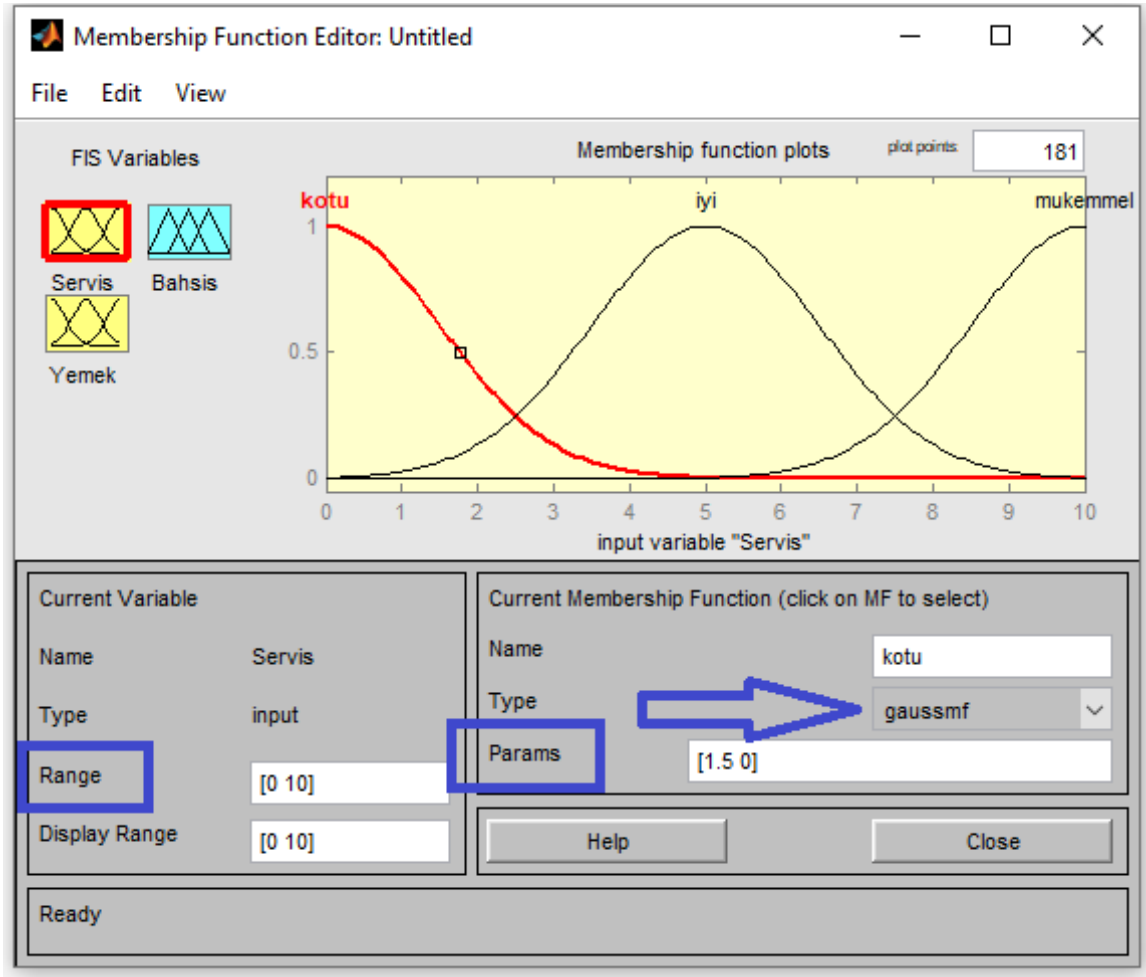 Membership Function Editor: Untitled
File Edit View
FIS Variables
Servis
Bahsis
Yemek
Membership function plots
plot points:
181
kotu
iyi
mukemmel
1
0.5
0
0 1 2 3 4 5 6 7 8 9 10
input variable "Servis"
Current Variable
Name Servis
Type input
Range [0 10]
Display Range [0 10]
Current Membership Function (click on MF to select)
Name kotu
Type gaussmf
Params [1.5 0]
Help Close
Ready